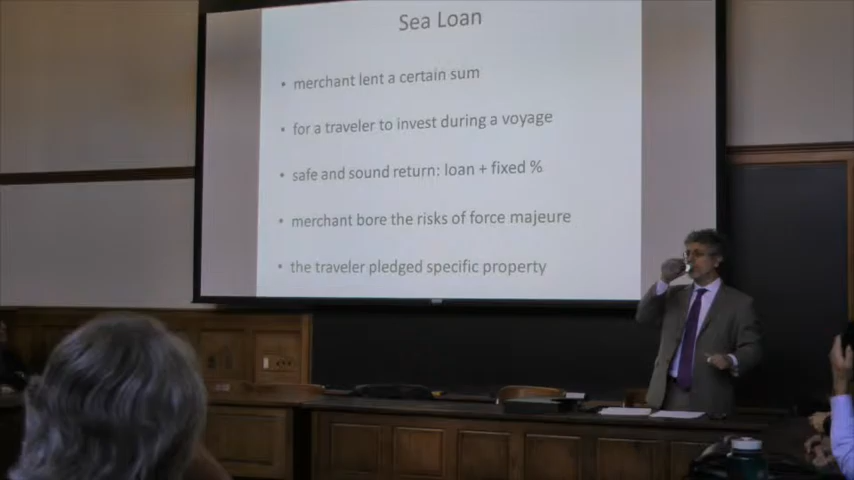 Sea Loan
• merchant lent a certain sum
• for a traveler to invest during a voyage
• safe and sound return: loan + fixed %
• merchant bore the risks of force majeure
• the traveler pledged specific property